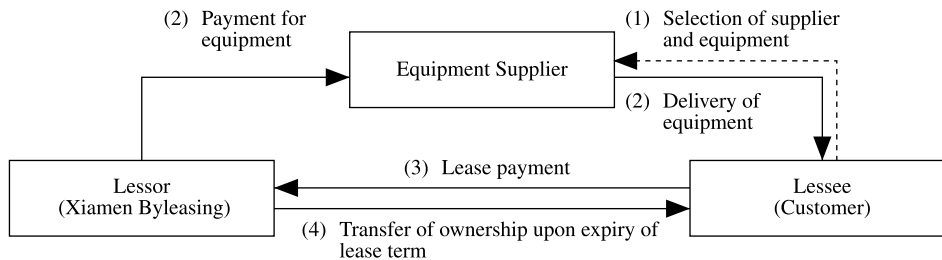 (2) Payment for
equipment
(1) Selection of supplier
and equipment
Equipment Supplier
(2) Delivery of
equipment
Lessor
(Xiamen Byleasing)
(3) Lease payment
Lessee
(Customer)
(4) Transfer of ownership upon expiry of
lease term